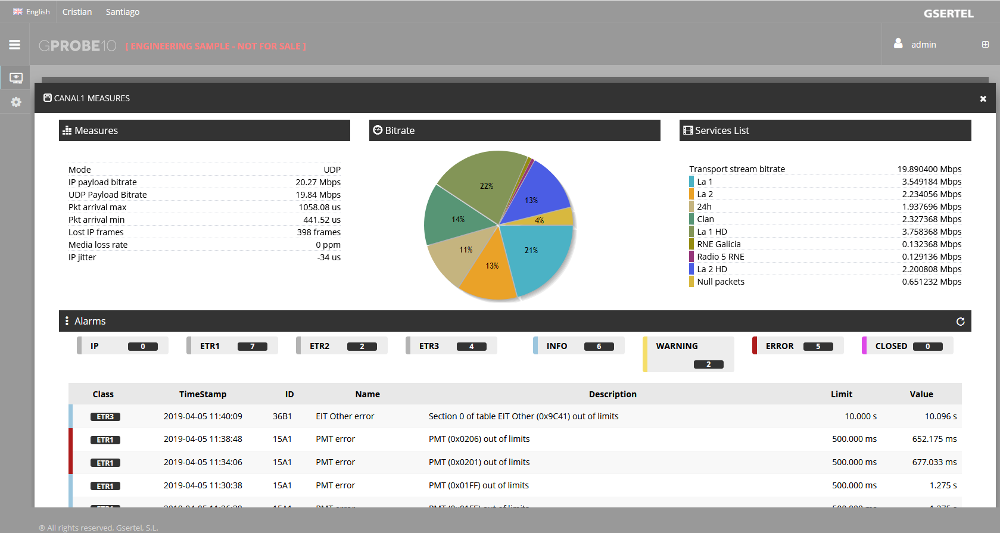 English Cristian Santiago GSERTEL
GPROBE10 [ ENGINEERING SAMPLE - NOT FOR SALE ] admin
CANAL1 MEASURES
Measures
Mode UDP
IP payload bitrate 20.27 Mbps
UDP Payload Bitrate 19.84 Mbps
Pkt arrival max 1058.08 us
Pkt arrival min 441.52 us
Lost IP frames 398 frames
Media loss rate 0 ppm
IP jitter -34 us
Bitrate
22%
13%
14%
4%
11%
21%
13%
Services List
Transport stream bitrate 19.890400 Mbps
La 1 3.549184 Mbps
La 2 2.234056 Mbps
24h 1.937696 Mbps
Clan 2.327368 Mbps
La 1 HD 3.758368 Mbps
RNE Galicia 0.132368 Mbps
Radio 5 RNE 0.129136 Mbps
La 2 HD 2.200808 Mbps
Null packets 0.651232 Mbps
Alarms
IP 0 ETR1 7 ETR2 2 ETR3 4 INFO 6 WARNING 2 ERROR 5 CLOSED 0
Class TimeStamp ID Name Description Limit Value
ETR3 2019-04-05 11:40:09 36B1 EIT Other error Section 0 of table EIT Other (0x9C41) out of limits 10.000 s 10.096 s
ETR1 2019-04-05 11:38:48 15A1 PMT error PMT (0x0206) out of limits 500.000 ms 652.175 ms
ETR1 2019-04-05 11:34:06 15A1 PMT error PMT (0x0201) out of limits 500.000 ms 677.033 ms
ETR1 2019-04-05 11:30:38 15A1 PMT error PMT (0x01FF) out of limits 500.000 ms 1.275 s
® All rights reserved, Gsertel, S.L.